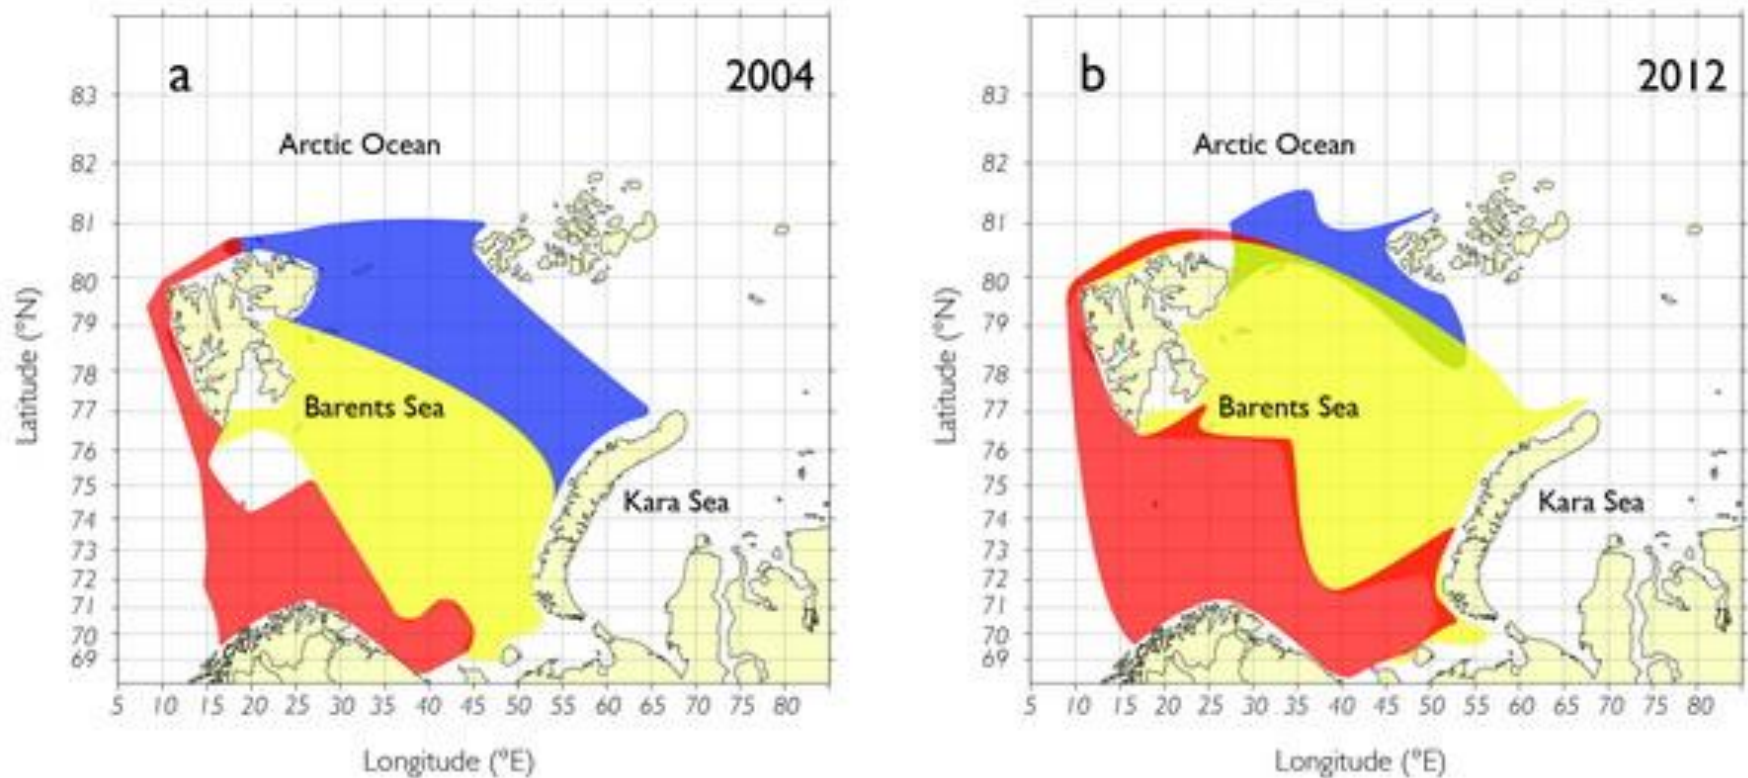 a
2004
83
Arctic Ocean
82
81
80
79
78
77
76
75
74
73
72
71
70
69
Barents Sea
Kara Sea
Latitude (°N)
5 10 15 20 25 30 35 40 45 50 55 60 65 70 75 80
Longitude (°E)
b
2012
83
Arctic Ocean
82
81
80
79
78
77
76
75
74
73
72
71
70
69
Barents Sea
Kara Sea
Latitude (°N)
5 10 15 20 25 30 35 40 45 50 55 60 65 70 75 80
Longitude (°E)